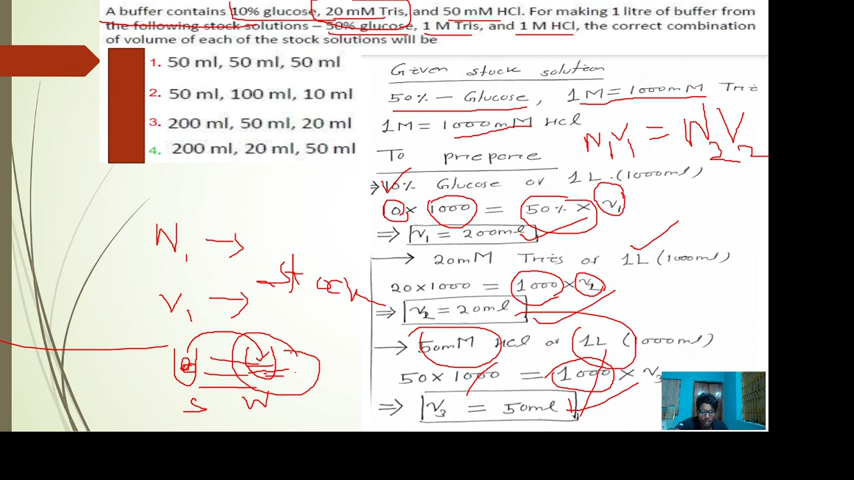 A buffer contains 10% glucose, 20 mM Tris, and 50 mM HCl. For making 1 litre of buffer from
the following stock solutions – 50% glucose, 1 M Tris, and 1 M HCl, the correct combination
of volume of each of the stock solutions will be
1. 50 ml, 50 ml, 50 ml
2. 50 ml, 100 ml, 10 ml
3. 200 ml, 50 ml, 20 ml
4. 200 ml, 20 ml, 50 ml
Given stock solution
50% - Glucose, 1M = 1000mM Tris
1M = 1000mM Hcl
To prepare
⇒ 10% Glucose or 1L (1000ml)
10 × 1000 = 50% × V₁
⇒ V₁ = 200ml
→ 20mM Tris or 1L (1000ml)
20 × 1000 = 1000 × V₂
⇒ V₂ = 20ml
→ 50mM Hcl or 1L (1000ml)
50 × 1000 = 1000 × V₃
⇒ V₃ = 50ml
N₁V₁ = N₂V₂
N₁ →
V₁ →
S W